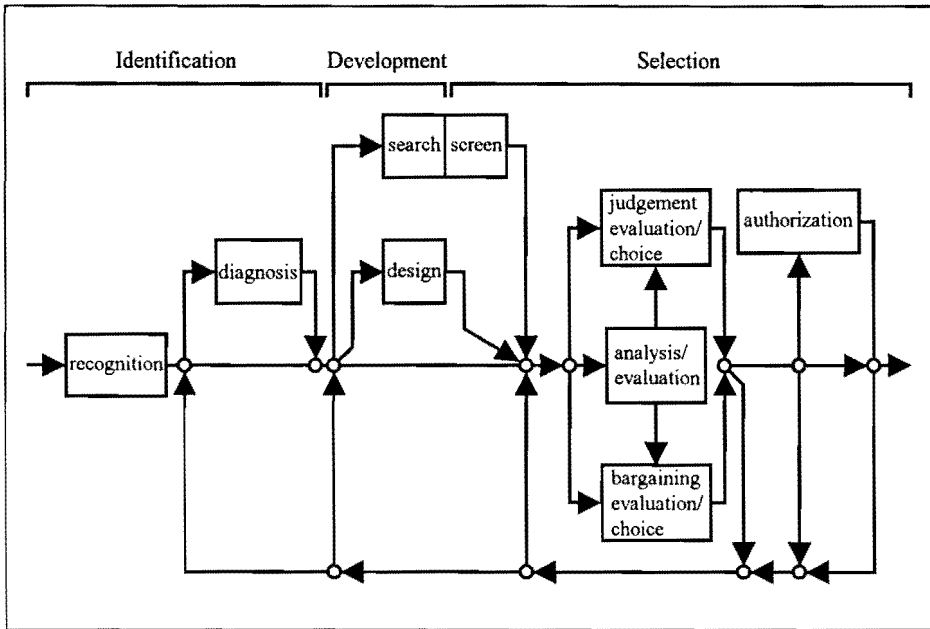 Identification
Development
Selection
search
screen
judgement
evaluation/
choice
authorization
diagnosis
design
recognition
analysis/
evaluation
bargaining
evaluation/
choice